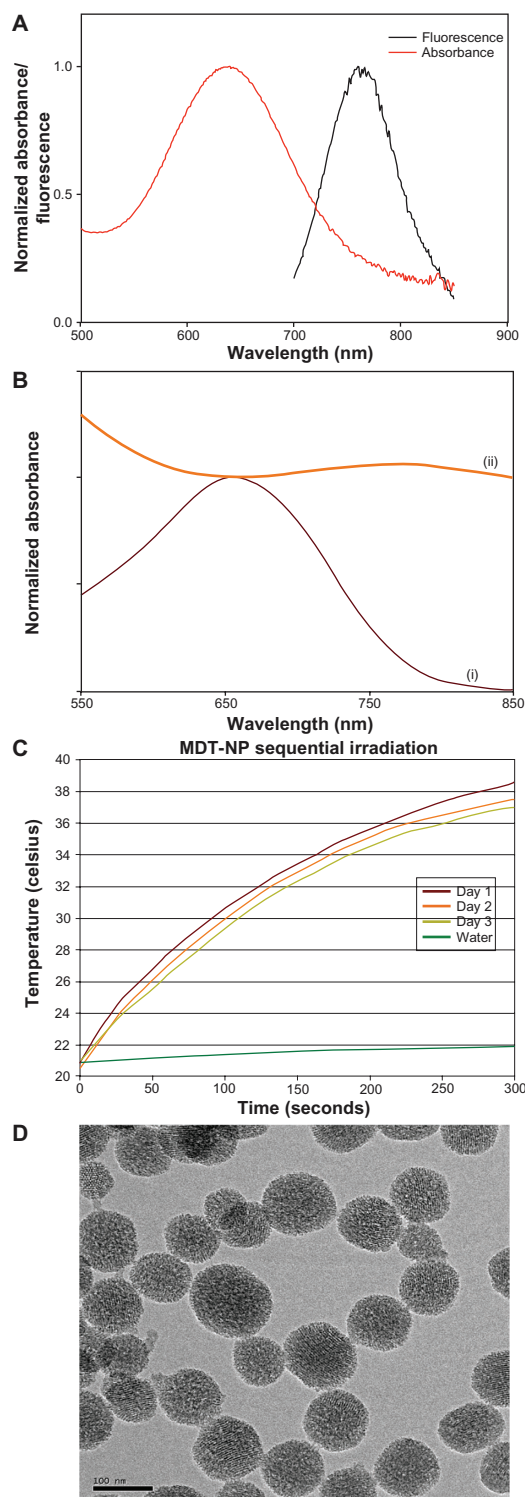 A
Fluorescence
Absorbance
Normalized absorbance/
fluorescence
1.0
0.5
0.0
500
600
700
800
900
Wavelength (nm)
B
Normalized absorbance
(ii)
(i)
550
650
750
850
Wavelength (nm)
C
MDT-NP sequential irradiation
Temperature (celsius)
40
38
36
34
32
30
28
26
24
22
20
Day 1
Day 2
Day 3
Water
0
50
100
150
200
250
300
Time (seconds)
D
100 nm